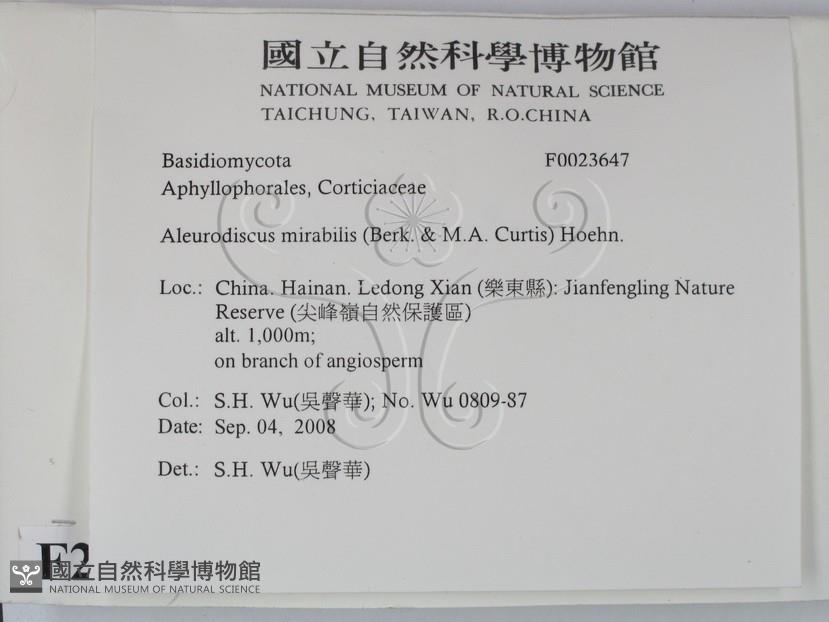 國立自然科學博物館
NATIONAL MUSEUM OF NATURAL SCIENCE
TAICHUNG, TAIWAN, R.O.CHINA
Basidiomycota F0023647
Aphyllophorales, Corticiaceae
Aleurodiscus mirabilis (Berk. & M.A. Curtis) Hoehn.
Loc.: China. Hainan. Ledong Xian (樂東縣): Jianfengling Nature
Reserve (尖峰嶺自然保護區)
alt. 1,000m;
on branch of angiosperm
Col.: S.H. Wu(吳聲華); No. Wu 0809-87
Date: Sep. 04, 2008
Det.: S.H. Wu(吳聲華)
國立自然科學博物館
NATIONAL MUSEUM OF NATURAL SCIENCE